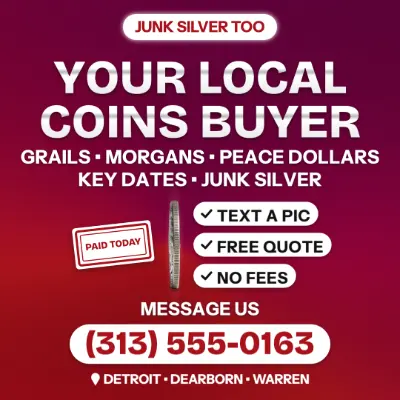 JUNK SILVER TOO
YOUR LOCAL
COINS BUYER
GRAILS ▪ MORGANS ▪ PEACE DOLLARS
KEY DATES ▪ JUNK SILVER
PAID TODAY
✓ TEXT A PIC
✓ FREE QUOTE
✓ NO FEES
MESSAGE US
(313) 555-0163
DETROIT ▪ DEARBORN ▪ WARREN